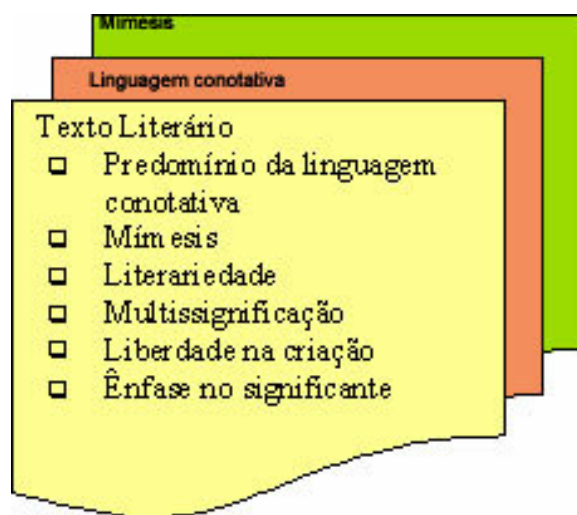 Mímesis
Linguagem conotativa
Texto Literário
❑ Predomínio da linguagem
conotativa
❑ Mímesis
❑ Literariedade
❑ Multissignificação
❑ Liberdade na criação
❑ Ênfase no significante